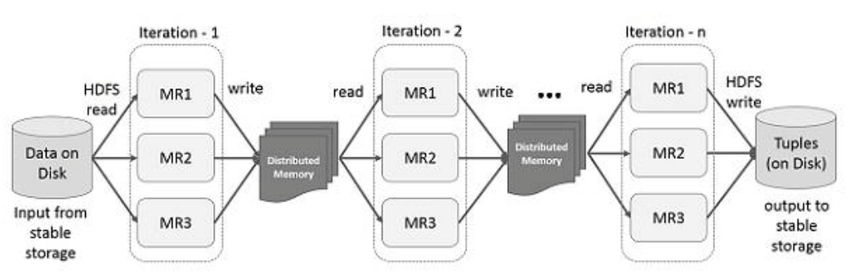 Iteration - 1
Iteration - 2
Iteration - n
HDFS
read
MR1
MR2
MR3
write
Data on
Disk
Input from
stable
storage
Distributed
Memory
read
MR1
MR2
MR3
write
...
Distributed
Memory
read
MR1
MR2
MR3
HDFS
write
Tuples
(on Disk)
output to
stable
storage